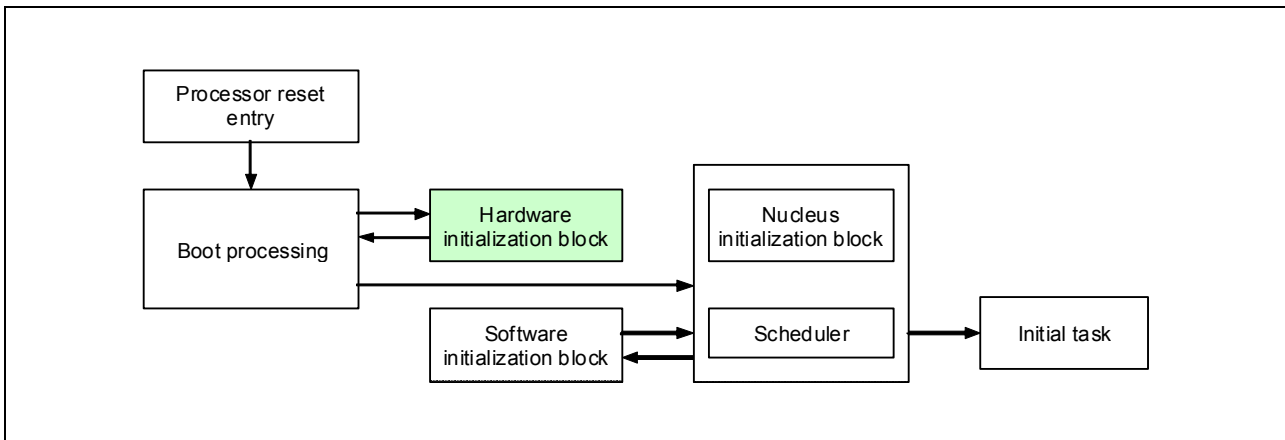 Processor reset
entry
Boot processing
Hardware
initialization block
Nucleus
initialization block
Software
initialization block
Scheduler
Initial task